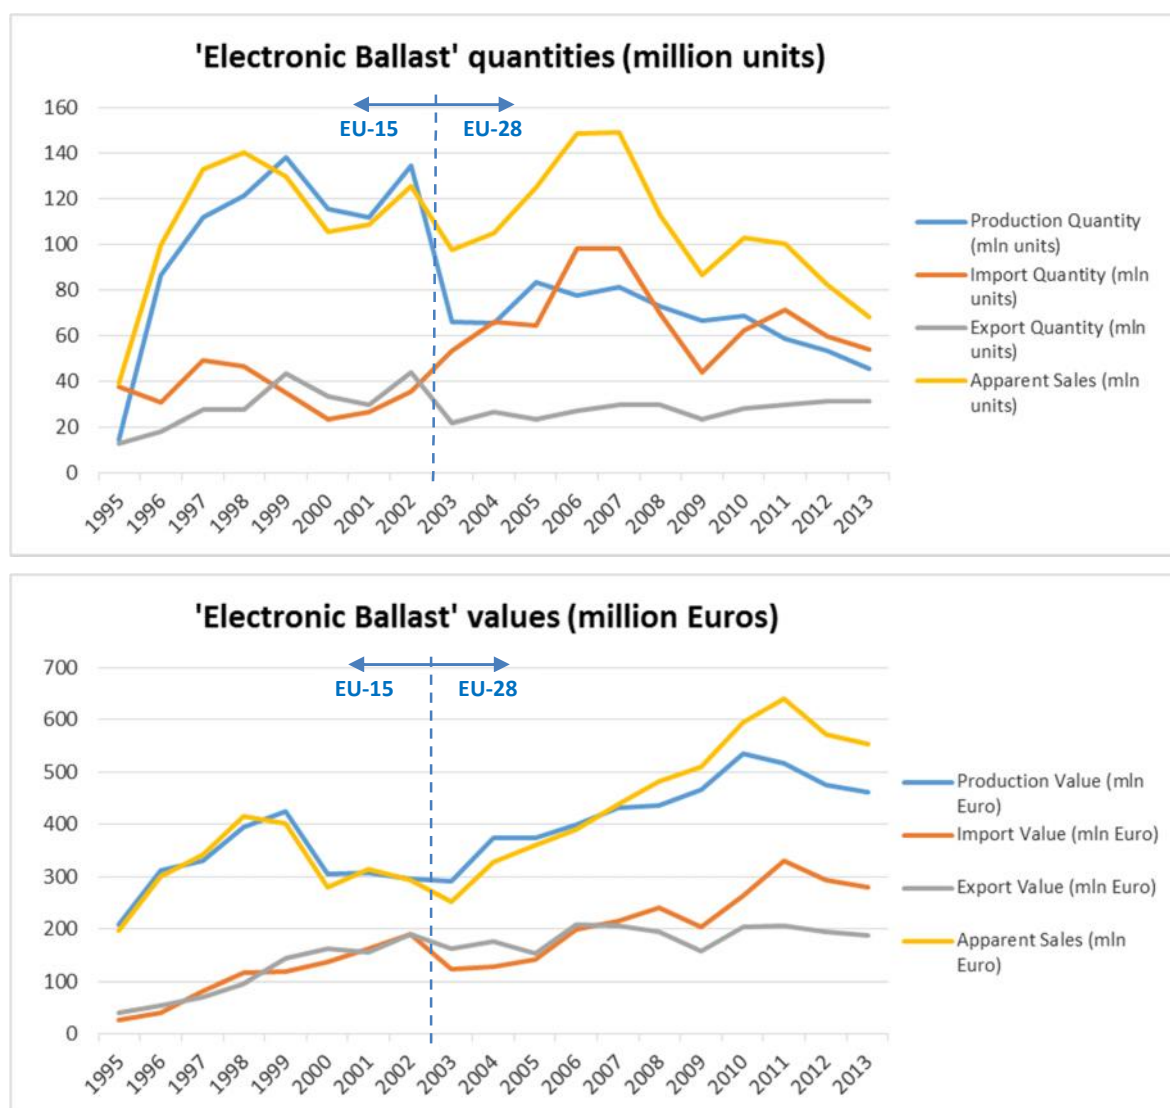 'Electronic Ballast' quantities (million units)
160
140
120
100
80
60
40
20
0
EU-15
EU-28
1995
1996
1997
1998
1999
2000
2001
2002
2003
2004
2005
2006
2007
2008
2009
2010
2011
2012
2013
Production Quantity
(mln units)
Import Quantity (mln
units)
Export Quantity (mln
units)
Apparent Sales (mln
units)
'Electronic Ballast' values (million Euros)
700
600
500
400
300
200
100
0
EU-15
EU-28
1995
1996
1997
1998
1999
2000
2001
2002
2003
2004
2005
2006
2007
2008
2009
2010
2011
2012
2013
Production Value (mln
Euro)
Import Value (mln Euro)
Export Value (mln Euro)
Apparent Sales (mln
Euro)